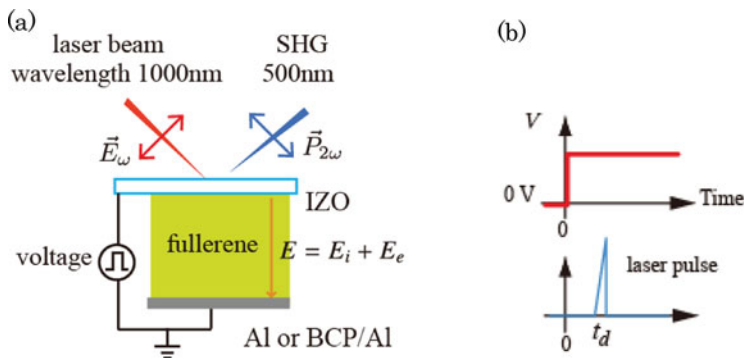 (a)
laser beam
wavelength 1000nm
SHG
500nm
E⃗ω
P⃗2ω
IZO
fullerene
E = Ei + Ee
voltage
Al or BCP/Al
(b)
V
0 V
Time
0
laser pulse
0
td